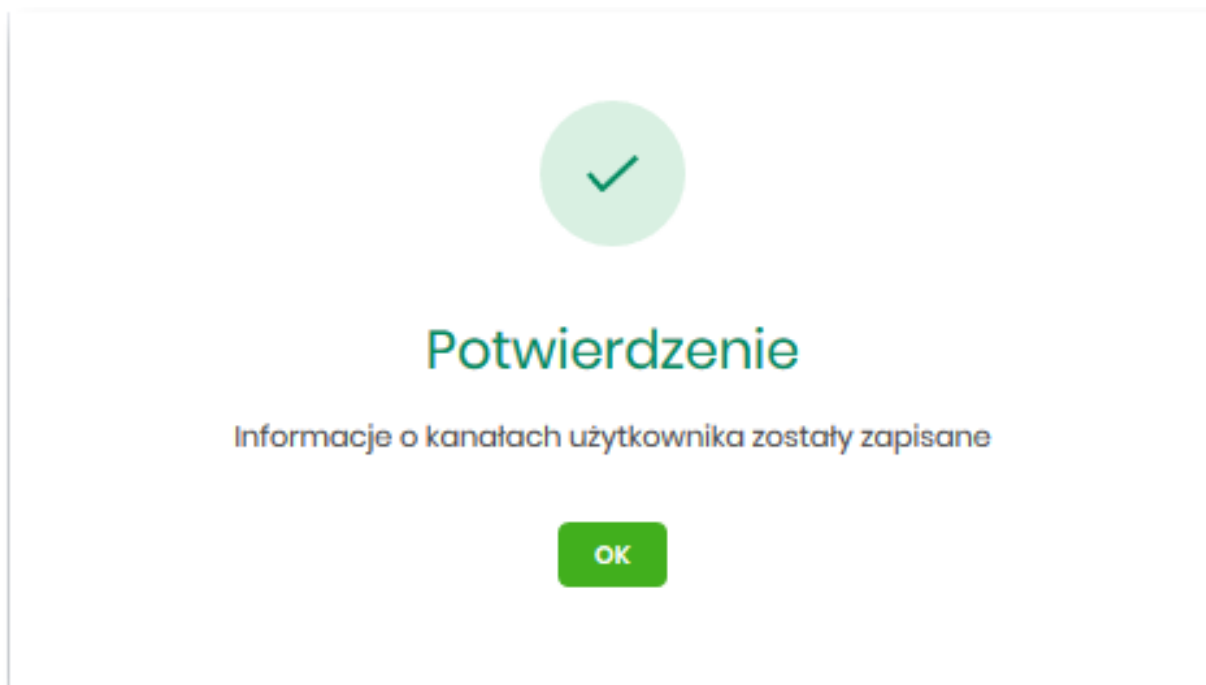 Potwierdzenie
Informacje o kanałach użytkownika zostały zapisane
OK